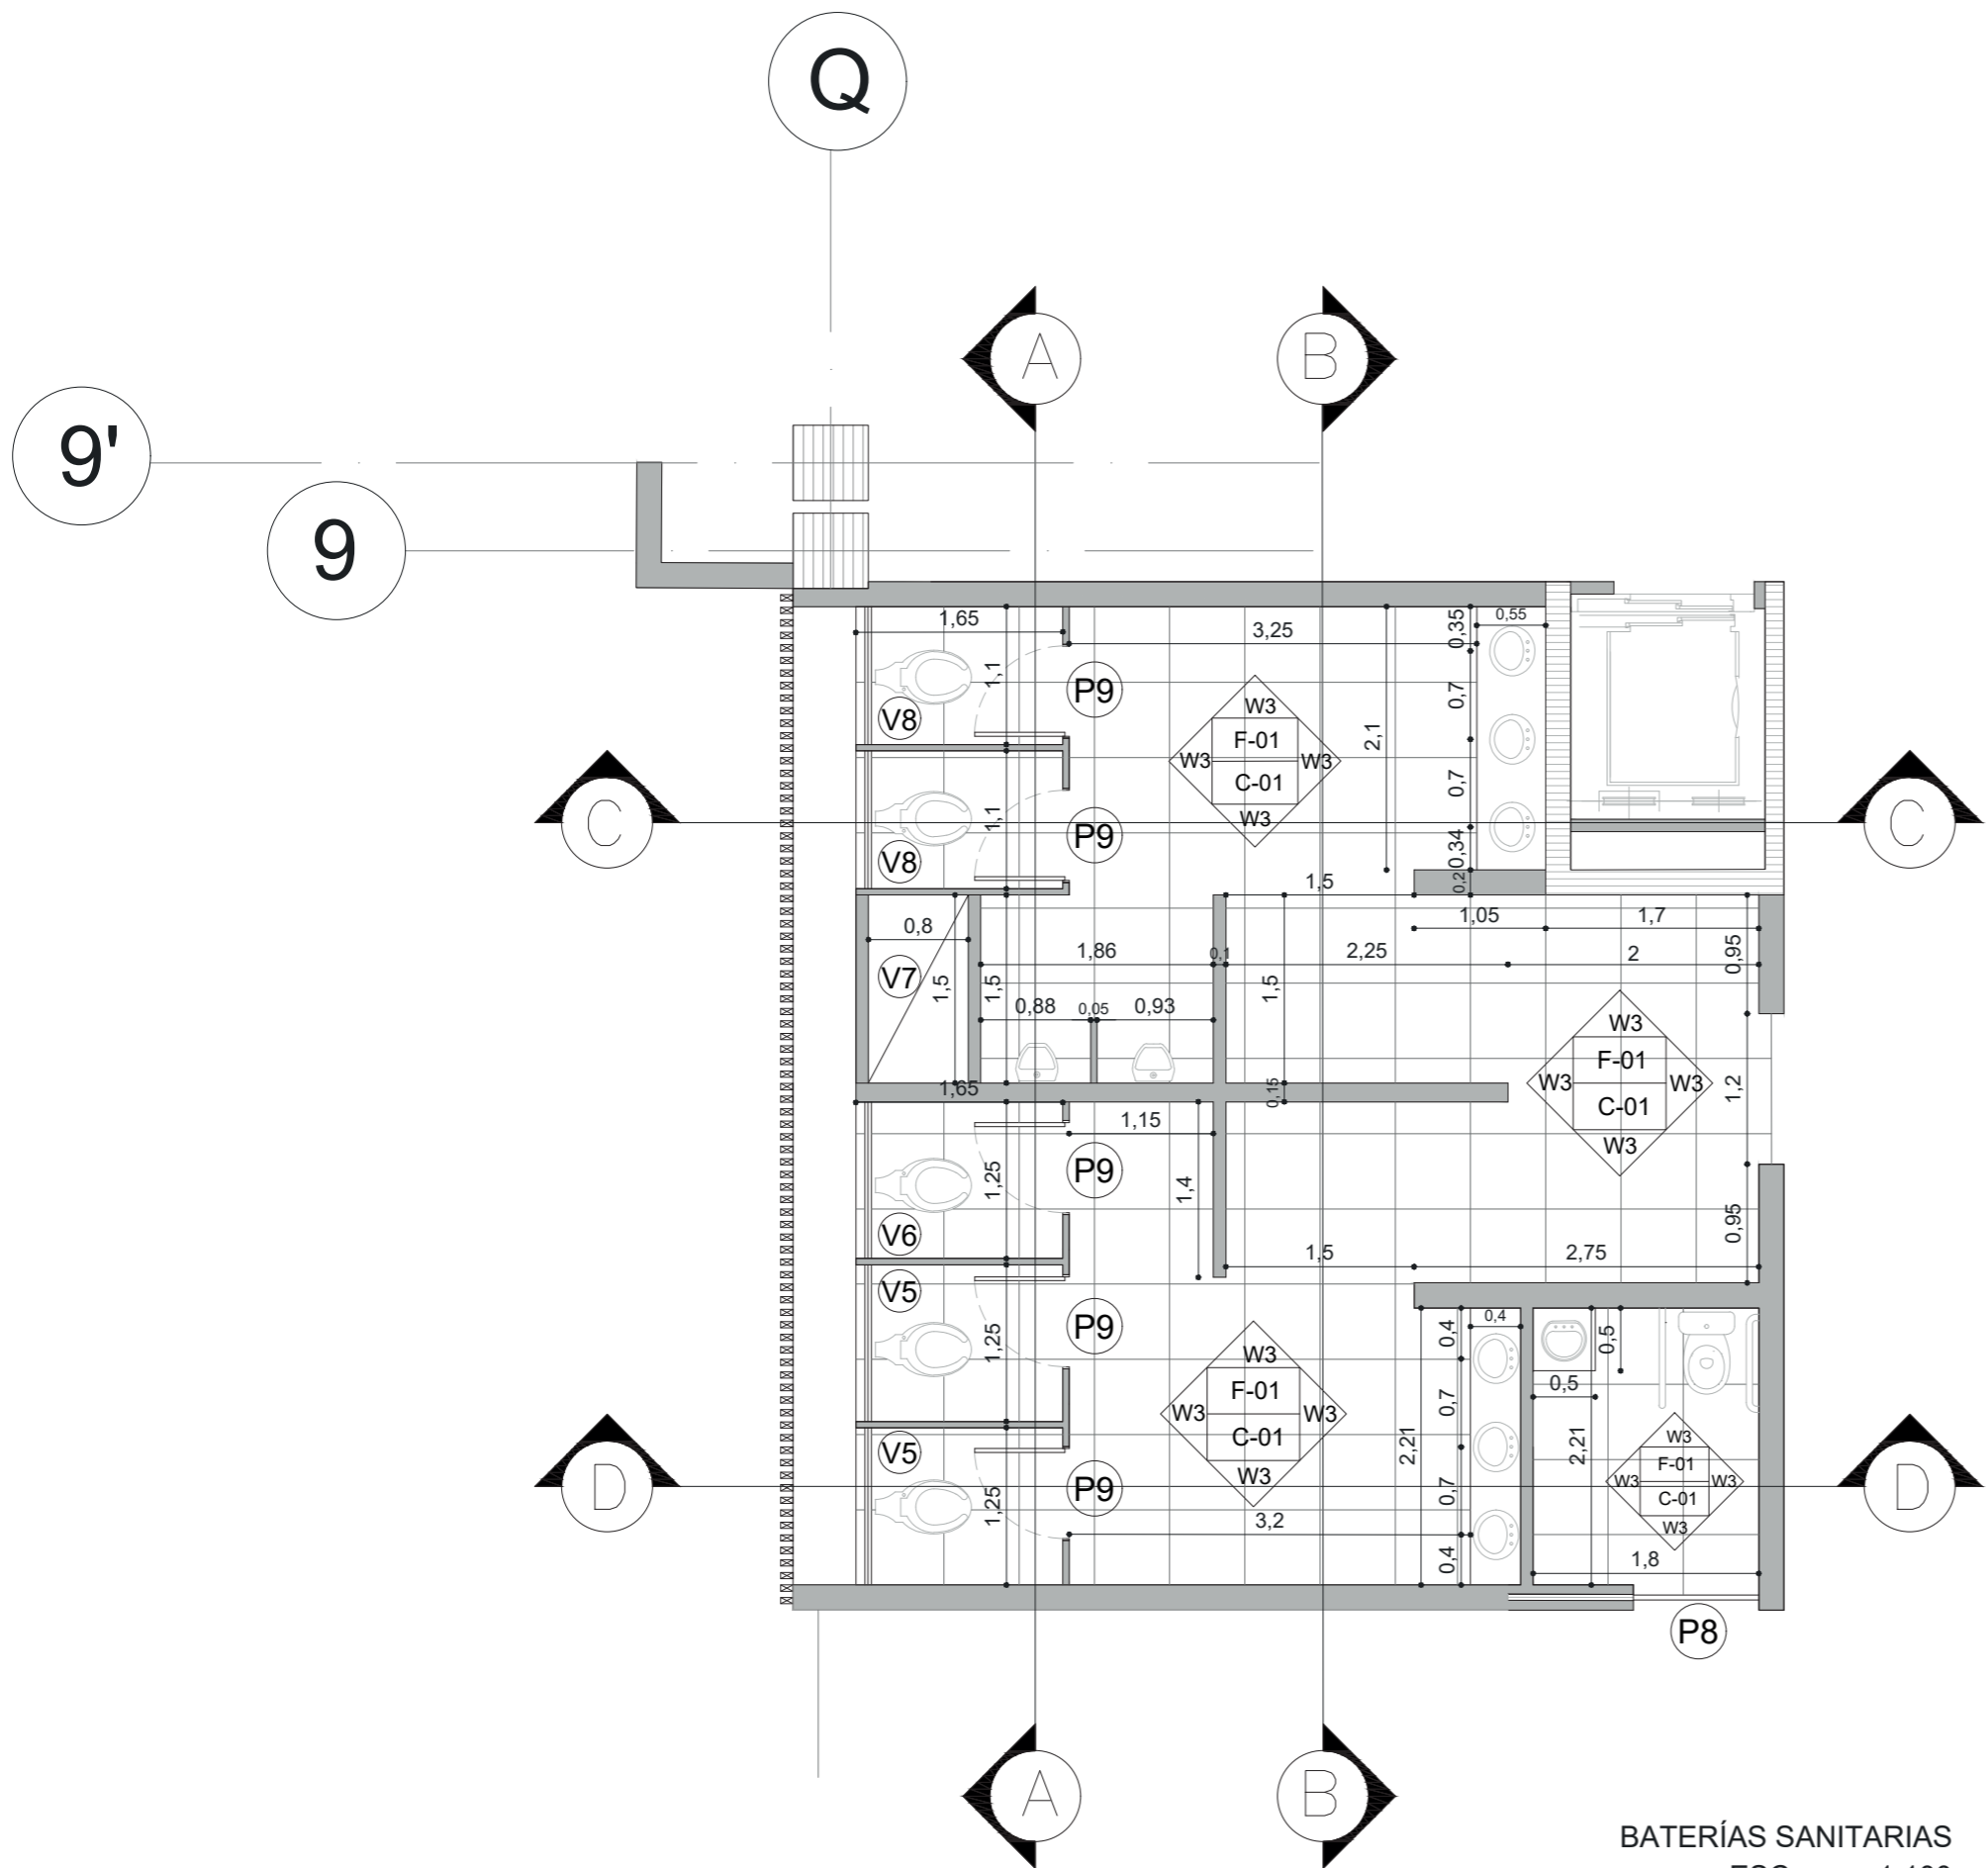 Q
A B
9'
9
1,65 3,25 0,35 0,55
1,1 P9 V8 W3 F-01 W3 W3 C-01 W3 2,1 0,7
C 1,1 P9 V8 0,7 0,34 C
0,2
1,5
1,05 1,7
0,8 1,86 0,1 2,25 2 0,95
V7 1,5 1,5 1,5
0,88 0,05 0,93
W3 F-01 W3 W3 C-01 W3 1,2
1,65 0,15
1,15
1,25 P9 1,4
V6 0,95
1,5 2,75
V5
1,25 P9 0,4 0,4 0,5
W3 F-01 W3 W3 C-01 W3 0,7 0,5
V5 2,21 2,21
D 1,25 P9 0,7 W3 F-01 W3 W3 C-01 W3 D
3,2
0,4 1,8
P8
A B
BATERÍAS SANITARIAS